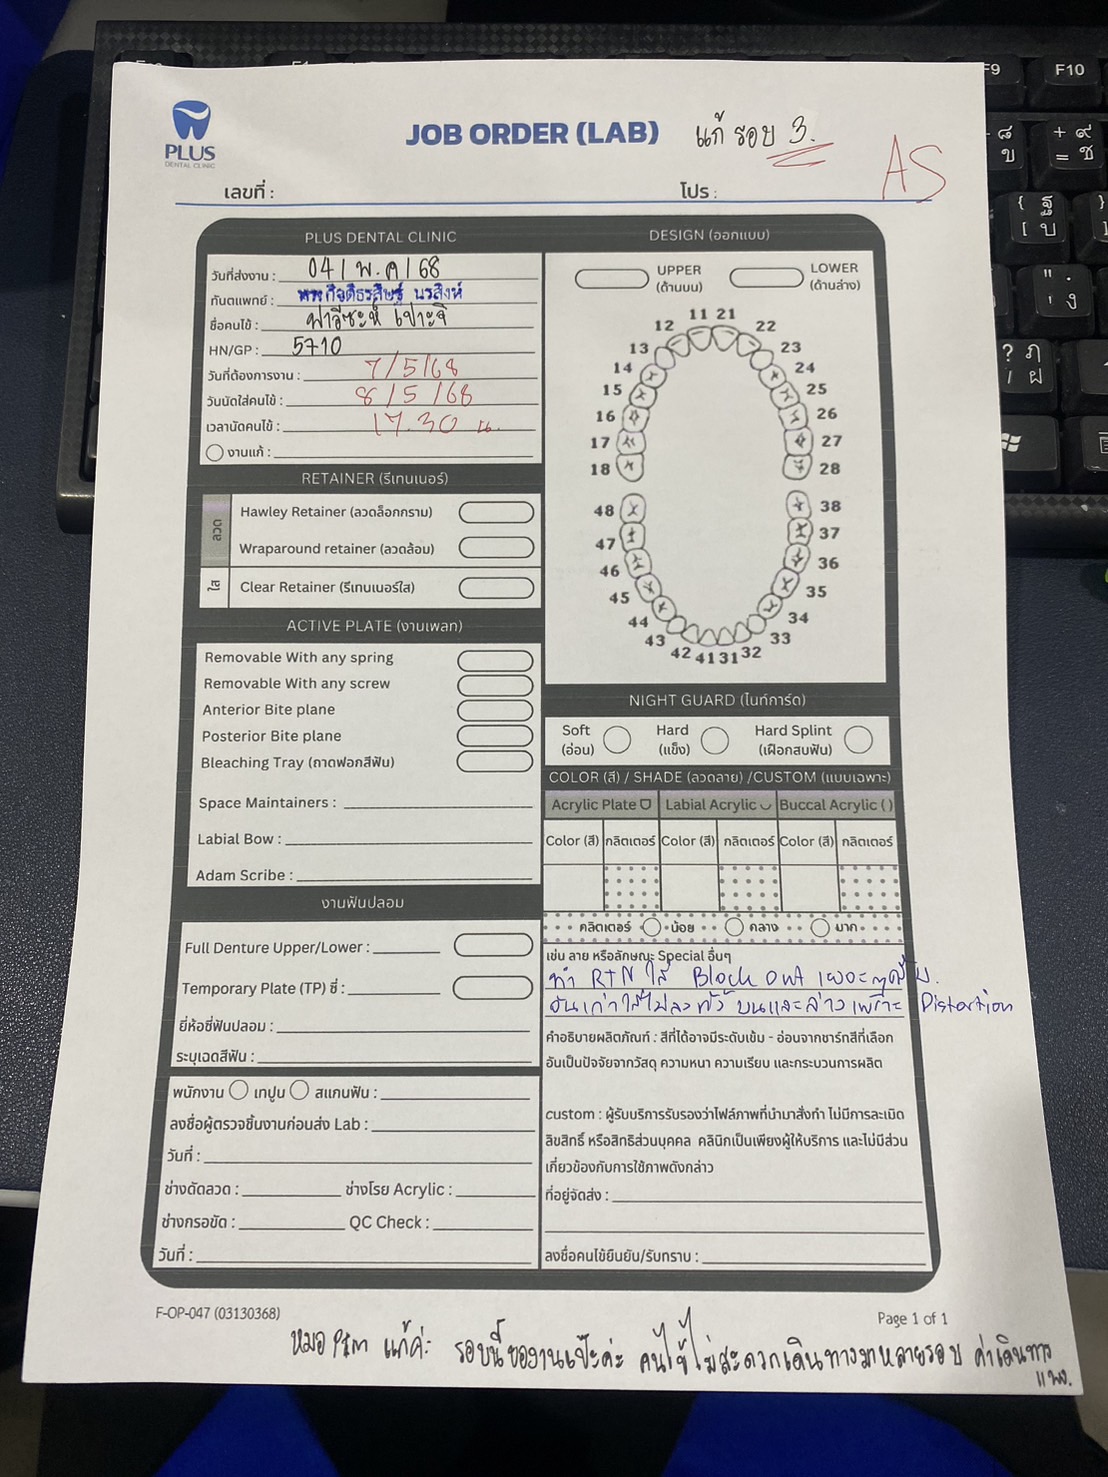 PLUS
DENTAL CLINIC
JOB ORDER (LAB)
แก้ รอบ 3.
AS
เลขที่ :
โปร :
PLUS DENTAL CLINIC
วันที่ส่งงาน : 04 / พ.ค / 68
ทันตแพทย์ : กิจติธรสิษฐ์ นรสิงห์
ชื่อคนไข้ : ฟาอีซะห์ เปาะจิ
HN/GP : 5710
วันที่ต้องการงาน : 7/5/68
วันนัดใส่คนไข้ : 8/5/68
เวลานัดคนไข้ : 17.30 น.
งานแก้ :
RETAINER (รีเทนเนอร์)
ลวด
Hawley Retainer (ลวดล็อกกราม)
Wraparound retainer (ลวดล้อม)
ใส
Clear Retainer (รีเทนเนอร์ใส)
ACTIVE PLATE (งานเพลท)
Removable With any spring
Removable With any screw
Anterior Bite plane
Posterior Bite plane
Bleaching Tray (ถาดฟอกสีฟัน)
Space Maintainers :
Labial Bow :
Adam Scribe :
งานฟันปลอม
Full Denture Upper/Lower :
Temporary Plate (TP) ซี่ :
ยี่ห้อซี่ฟันปลอม :
ระบุเฉดสีฟัน :
พนักงาน เทปูน สแกนฟัน :
ลงชื่อผู้ตรวจชิ้นงานก่อนส่ง Lab :
วันที่ :
ช่างดัดลวด : ช่างโรย Acrylic :
ช่างกรอขัด : QC Check :
วันที่ :
DESIGN (ออกแบบ)
UPPER
(ด้านบน)
LOWER
(ด้านล่าง)
11 21
12 22
13 23
14 24
15 25
16 26
17 27
18 28
48 38
47 37
46 36
45 35
44 34
43 33
42 41 31 32
NIGHT GUARD (ไนท์การ์ด)
Soft
(อ่อน)
Hard
(แข็ง)
Hard Splint
(เฝือกสบฟัน)
COLOR (สี) / SHADE (ลวดลาย) /CUSTOM (แบบเฉพาะ)
Acrylic Plate Labial Acrylic Buccal Acrylic ( )
Color (สี) กลิตเตอร์ Color (สี) กลิตเตอร์ Color (สี) กลิตเตอร์
คลิตเตอร์ น้อย กลาง มาก
เช่น ลาย หรือลักษณะ Special อื่นๆ
ทำ RTN ใส Block out เยอะๆ
อันเก่าใส่ไม่ลงทั้ง บนและล่าง เพราะ Distortion
คำอธิบายผลิตภัณฑ์ : สีที่ได้อาจมีระดับเข้ม - อ่อนจากชาร์ทสีที่เลือก
อันเป็นปัจจัยจากวัสดุ ความหนา ความเรียบ และกระบวนการผลิต
custom : ผู้รับบริการรับรองว่าไฟล์ภาพที่นำมาสั่งทำ ไม่มีการละเมิด
ลิขสิทธิ์ หรือสิทธิส่วนบุคคล คลินิกเป็นเพียงผู้ให้บริการ และไม่มีส่วน
เกี่ยวข้องกับการใช้ภาพดังกล่าว
ที่อยู่จัดส่ง :
ลงชื่อคนไข้ยืนยัน/รับทราบ :
F-OP-047 (03130368)
Page 1 of 1
หมอ Pim แก้ค่ะ รอบนี้ของานเป๊ะค่ะ คนไข้ไม่สะดวกเดินทางมาหลายรอบ ค่าเดินทาง
แพง.